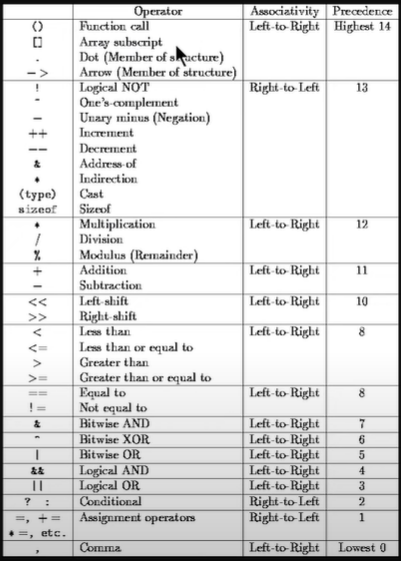 Operator Associativity Precedence
() Function call Left-to-Right Highest 14
[] Array subscript
. Dot (Member of structure)
-> Arrow (Member of structure)
! Logical NOT Right-to-Left 13
~ One's-complement
- Unary minus (Negation)
++ Increment
-- Decrement
& Address-of
* Indirection
(type) Cast
sizeof Sizeof
* Multiplication Left-to-Right 12
/ Division
% Modulus (Remainder)
+ Addition Left-to-Right 11
- Subtraction
<< Left-shift Left-to-Right 10
>> Right-shift
< Less than Left-to-Right 8
<= Less than or equal to
> Greater than
>= Greater than or equal to
== Equal to Left-to-Right 8
!= Not equal to
& Bitwise AND Left-to-Right 7
^ Bitwise XOR Left-to-Right 6
| Bitwise OR Left-to-Right 5
&& Logical AND Left-to-Right 4
|| Logical OR Left-to-Right 3
? : Conditional Right-to-Left 2
=, += Assignment operators Right-to-Left 1
*=, etc.
, Comma Left-to-Right Lowest 0